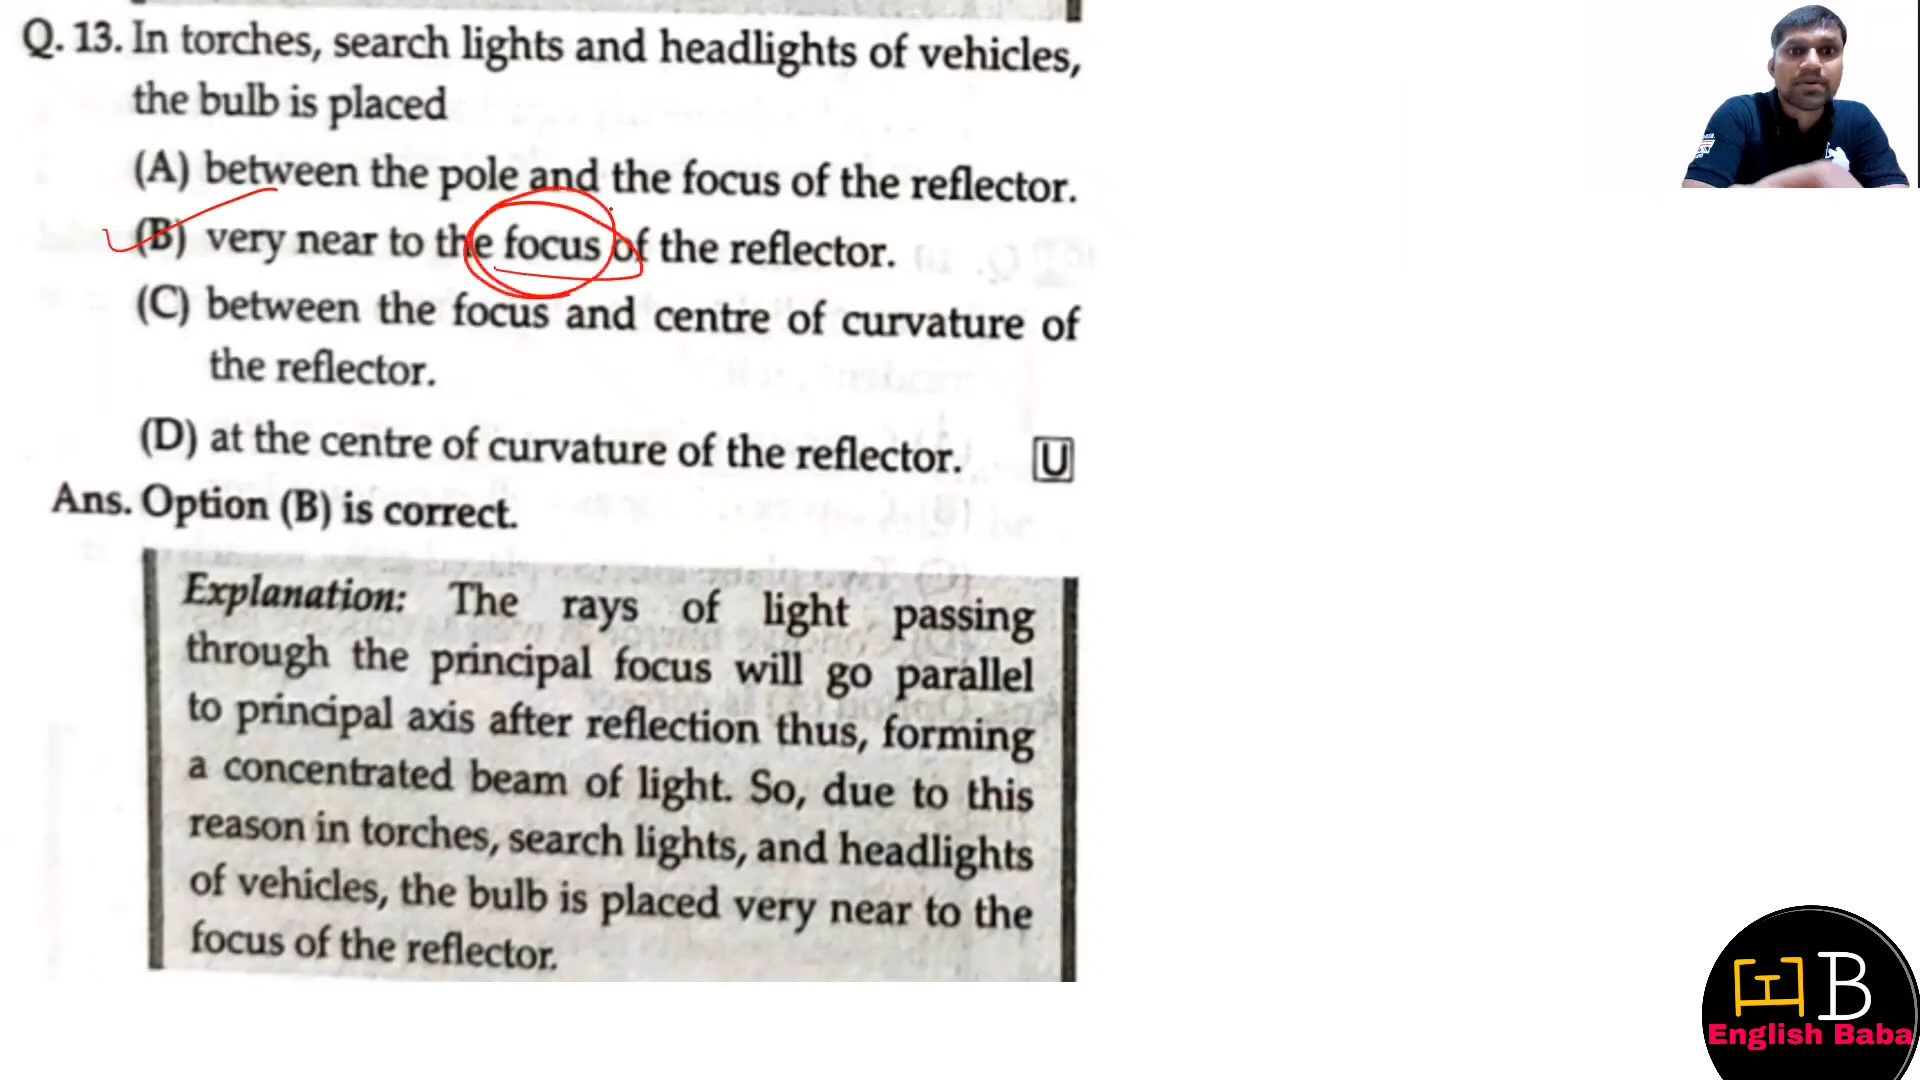 Q. 13. In torches, search lights and headlights of vehicles,
the bulb is placed
(A) between the pole and the focus of the reflector.
(B) very near to the focus of the reflector.
(C) between the focus and centre of curvature of
the reflector.
(D) at the centre of curvature of the reflector. U
Ans. Option (B) is correct.
Explanation: The rays of light passing
through the principal focus will go parallel
to principal axis after reflection thus, forming
a concentrated beam of light. So, due to this
reason in torches, search lights, and headlights
of vehicles, the bulb is placed very near to the
focus of the reflector.
HB
English Baba